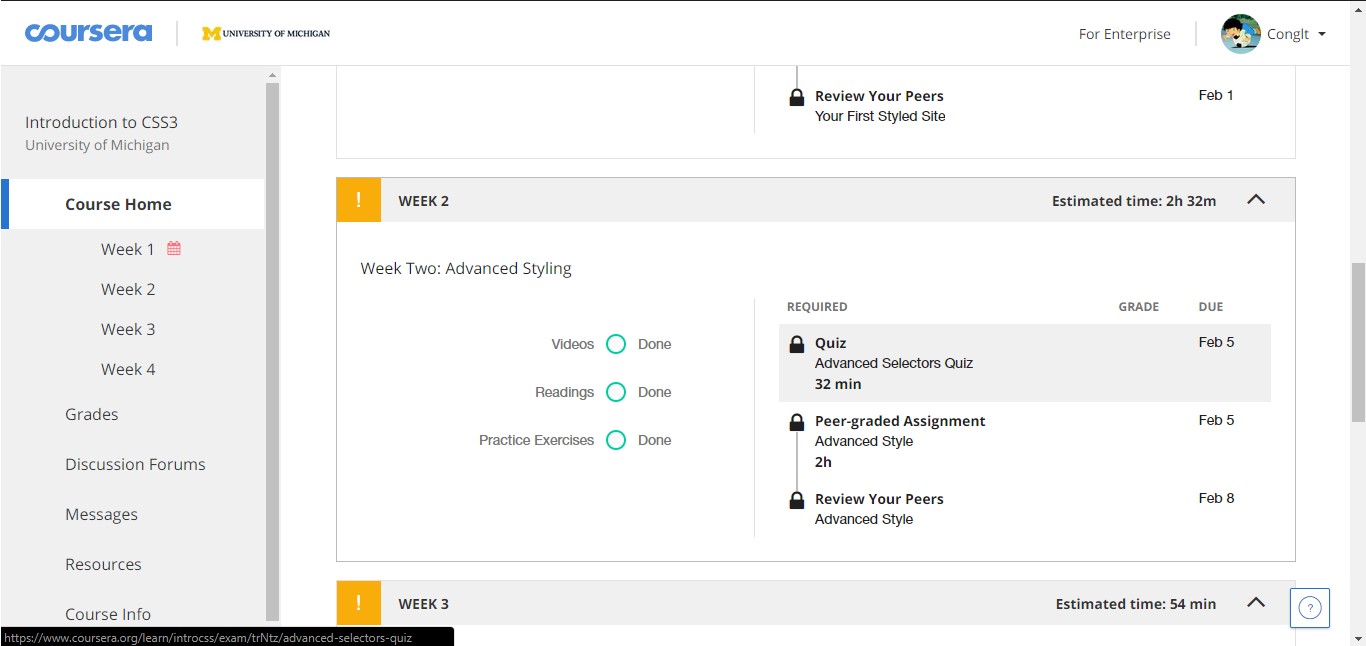 coursera
M UNIVERSITY OF MICHIGAN
For Enterprise
Conglt
Introduction to CSS3
University of Michigan
Course Home
Week 1
Week 2
Week 3
Week 4
Grades
Discussion Forums
Messages
Resources
Course Info
https://www.coursera.org/learn/introcss/exam/trNtz/advanced-selectors-quiz
Review Your Peers Feb 1
Your First Styled Site
! WEEK 2 Estimated time: 2h 32m
Week Two: Advanced Styling
Videos Done
Readings Done
Practice Exercises Done
REQUIRED GRADE DUE
Quiz Feb 5
Advanced Selectors Quiz
32 min
Peer-graded Assignment Feb 5
Advanced Style
2h
Review Your Peers Feb 8
Advanced Style
! WEEK 3 Estimated time: 54 min
?